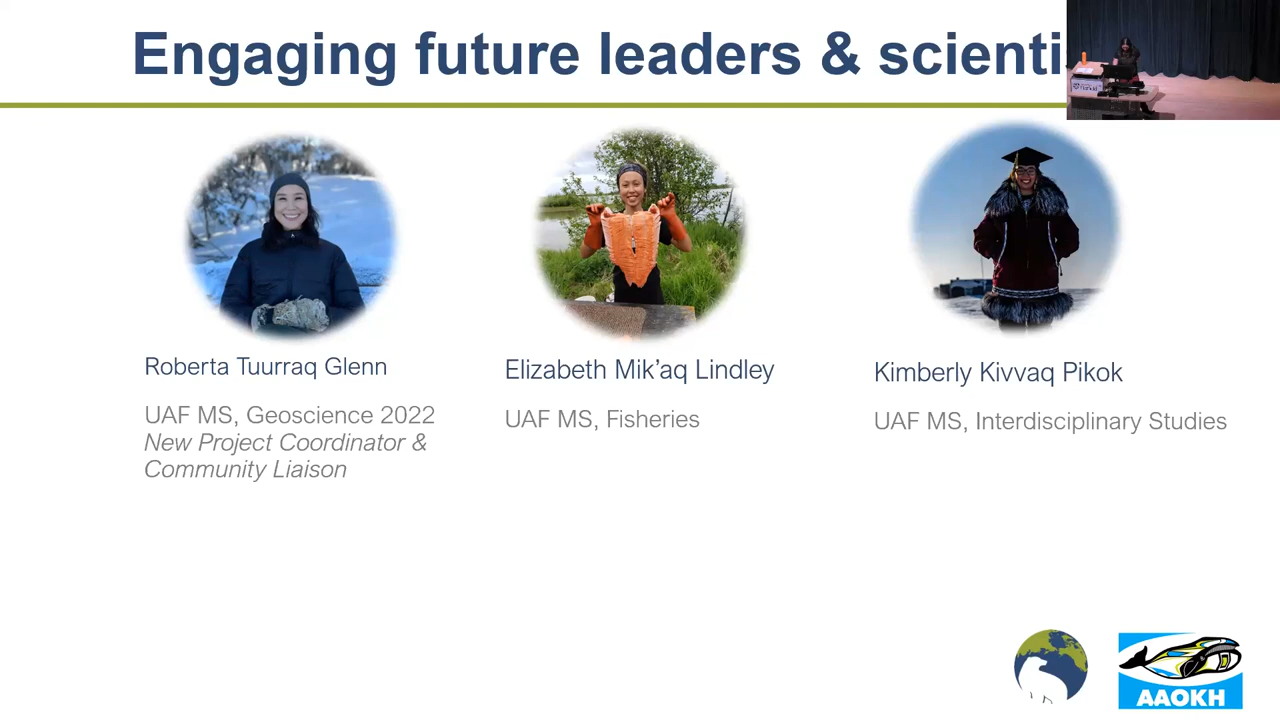 Engaging future leaders & scienti
Roberta Tuurraq Glenn
UAF MS, Geoscience 2022
New Project Coordinator &
Community Liaison
Elizabeth Mik’aq Lindley
UAF MS, Fisheries
Kimberly Kivvaq Pikok
UAF MS, Interdisciplinary Studies
AAOKH